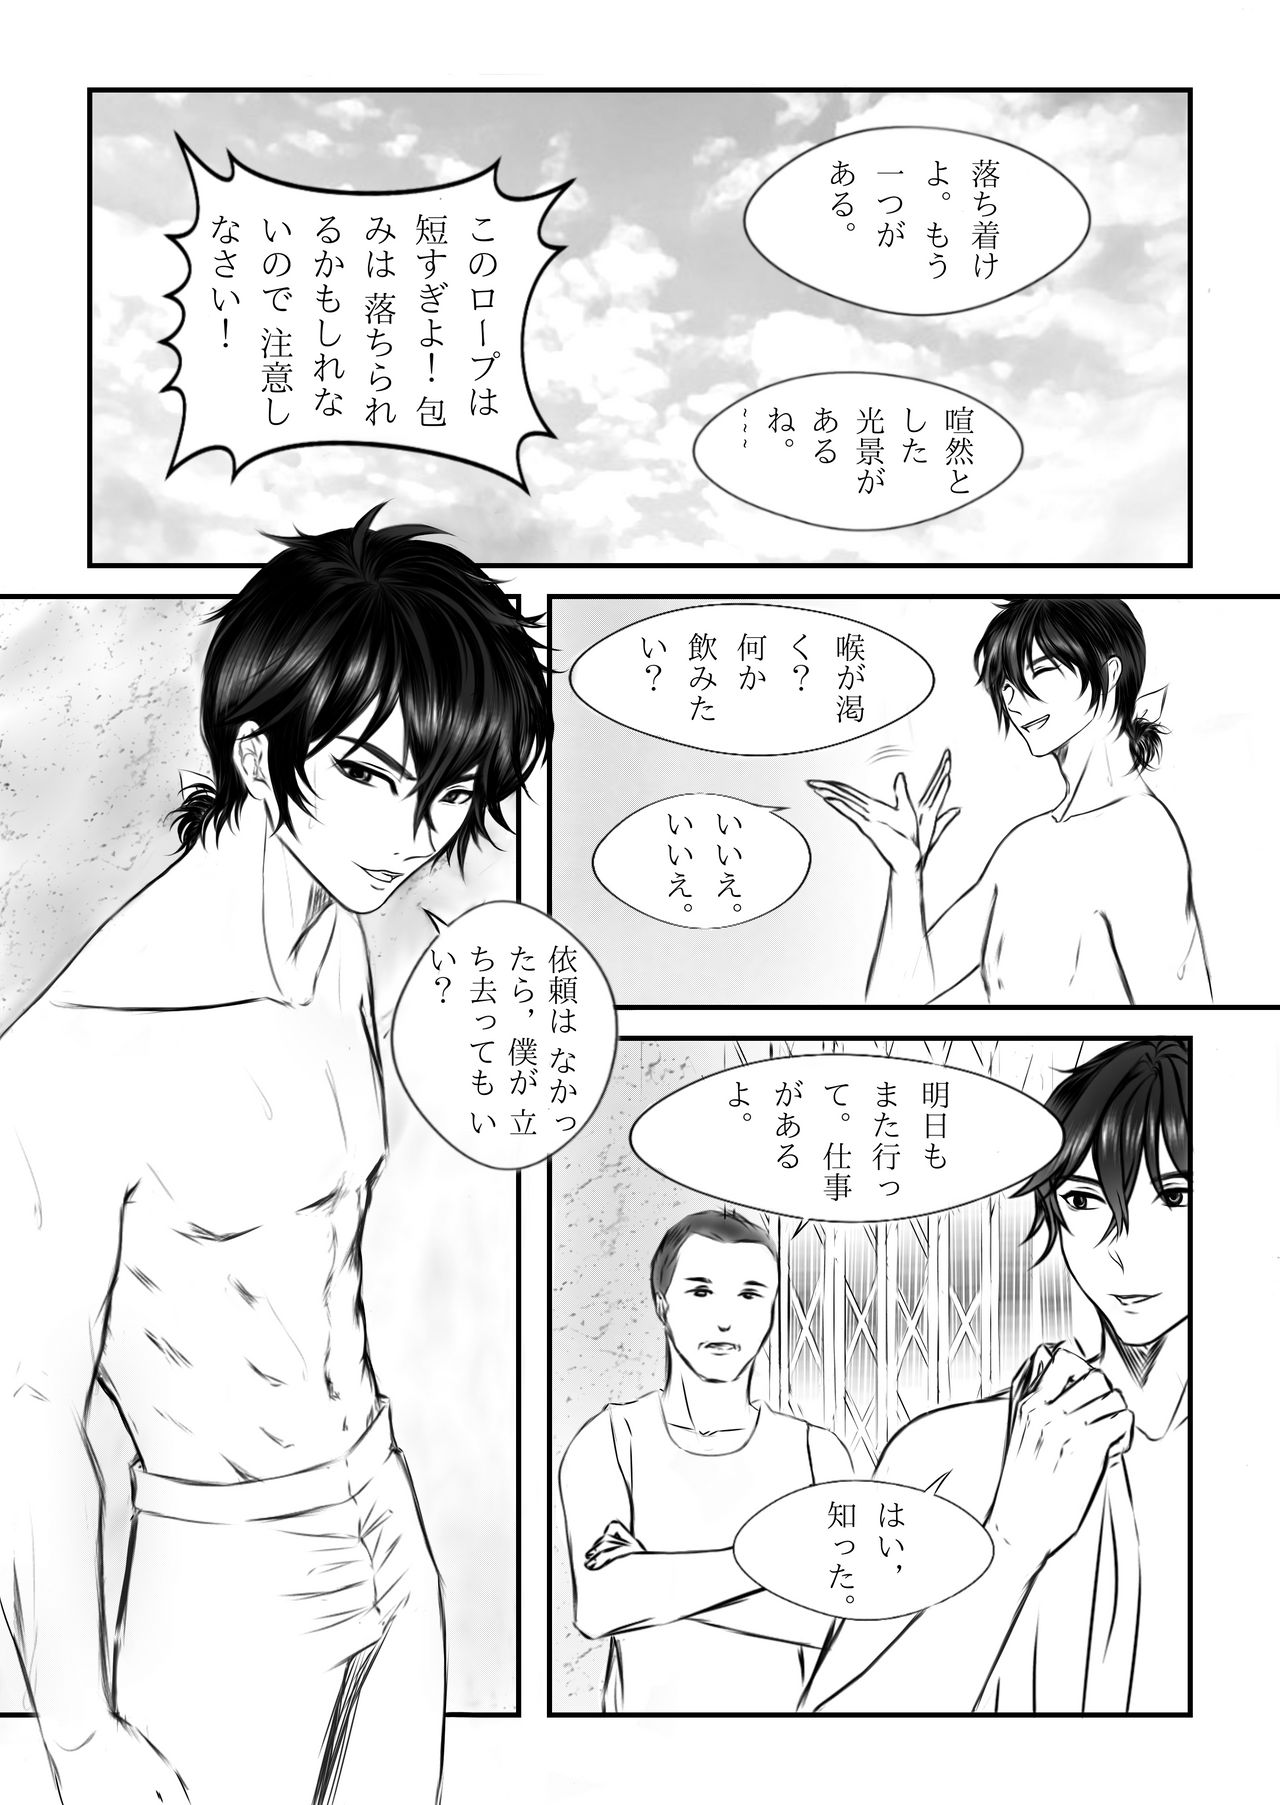 落ち着け
よ。もう
一つが
ある。
喧然と
した
光景が
ある
ね。
~~~
このロープは
短すぎよ！包
みは 落ちられ
るかもしれな
いので 注意し
なさい！
喉が渇
く？
何か
飲みた
い？
いいえ。
いいえ。
依頼は なかっ
たら，僕が 立
ち去っても い
い？
明日も
また行っ
て。仕事
がある
よ。
はい，
知った。